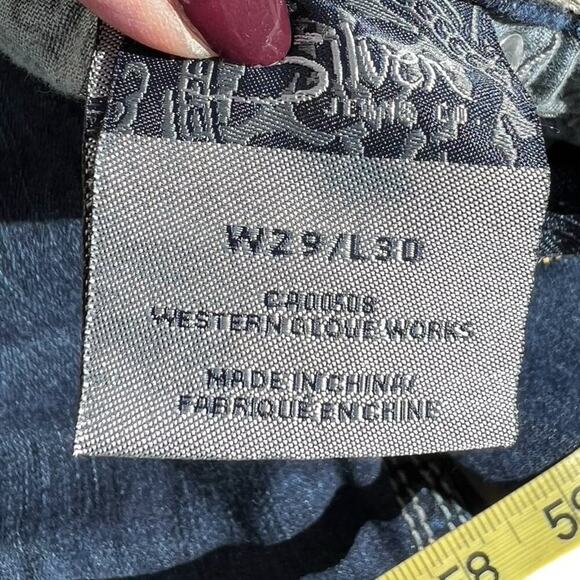 Silver
JEANS CO
W29/L30
CA00508
WESTERN GLOVE WORKS
MADE IN CHINA/
FABRIQUE EN CHINE
58
59